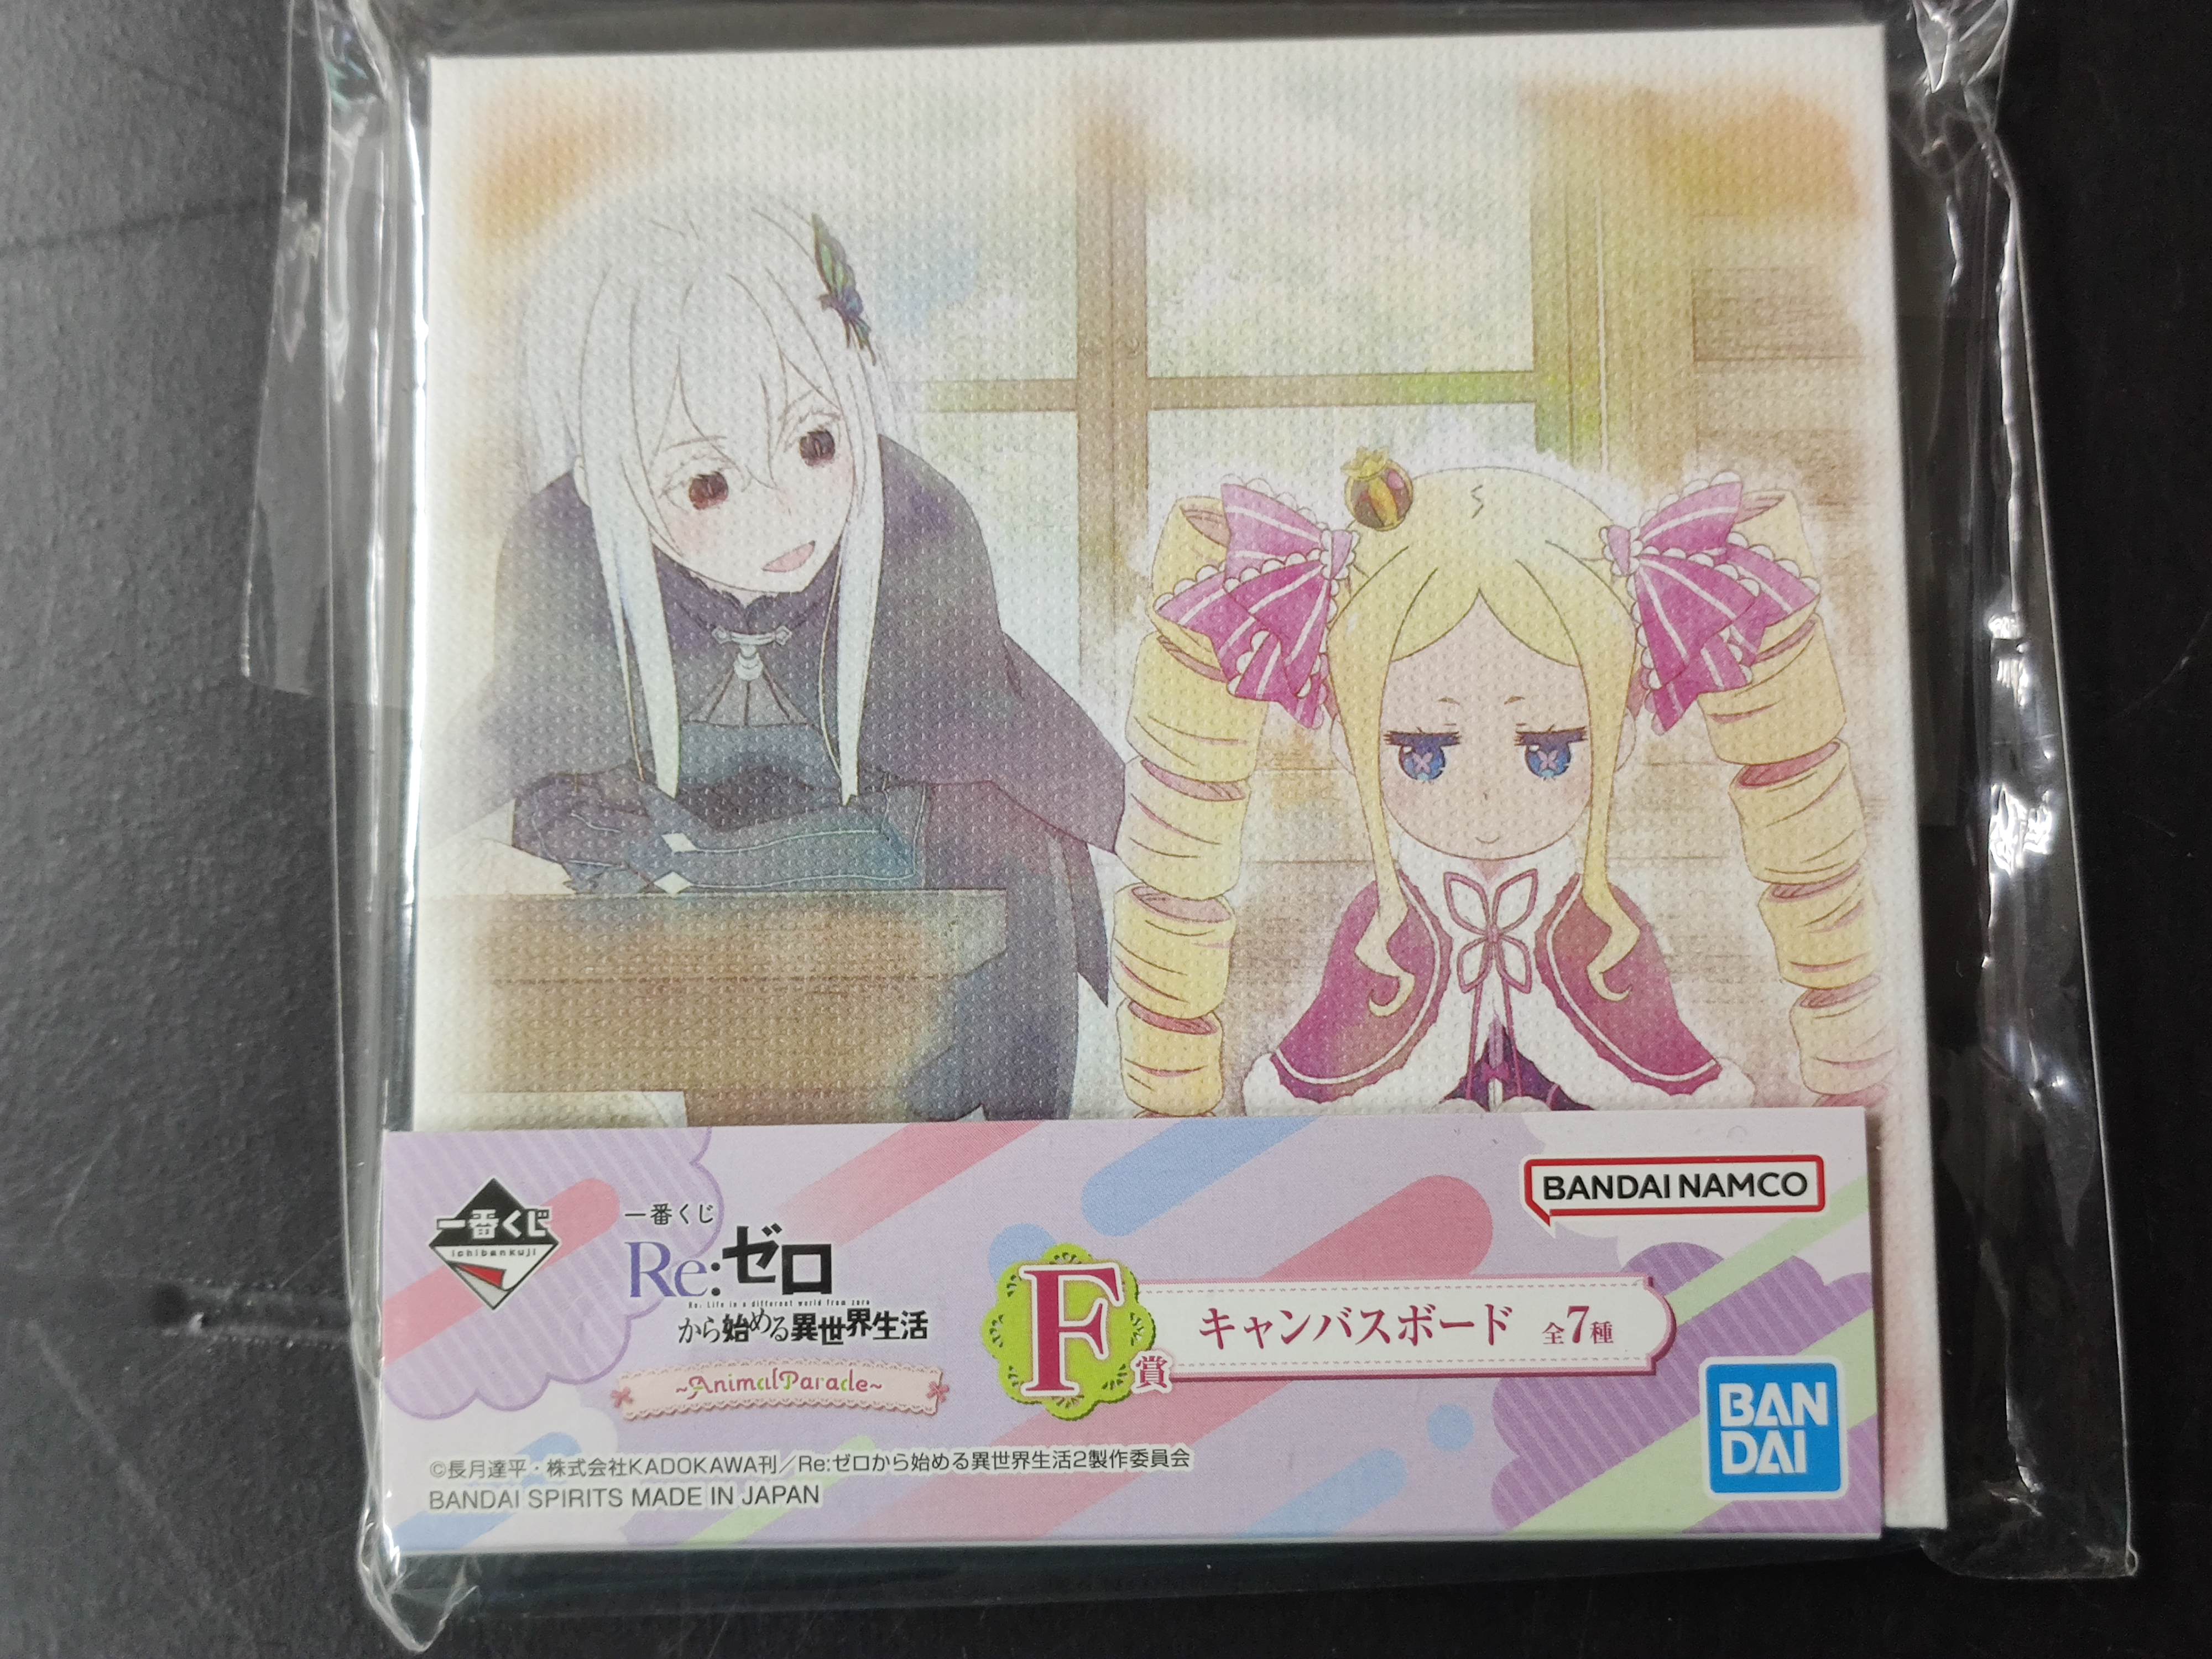 一番くじ
ichibankuji
一番くじ
Re:ゼロ
Re: Life in a different world from zero
から始める異世界生活
~AnimalParade~
F賞
キャンバスボード 全7種
BANDAI NAMCO
BAN
DAI
©長月達平・株式会社KADOKAWA刊／Re:ゼロから始める異世界生活2製作委員会
BANDAI SPIRITS MADE IN JAPAN